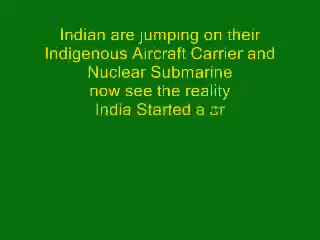 Indian are jumping on their
Indigenous Aircraft Carrier and
Nuclear Submarine
now see the reality
India Started a